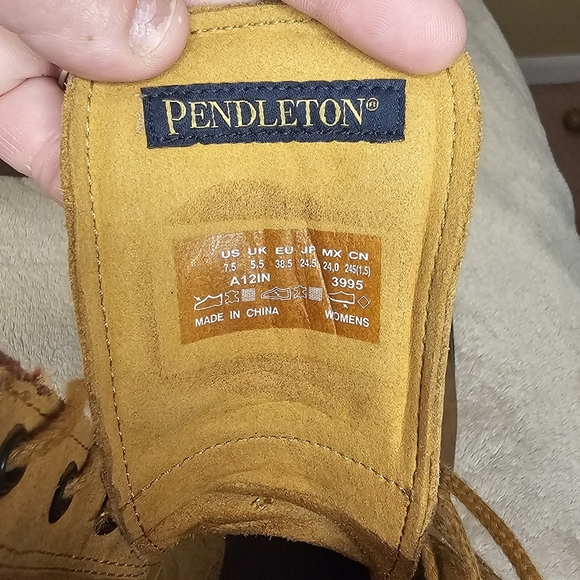 PENDLETON®
US UK EU JP MX CN
7.5 5.5 38.5 24.5 24,0 245(1.5)
A12IN 3995
MADE IN CHINA WOMENS